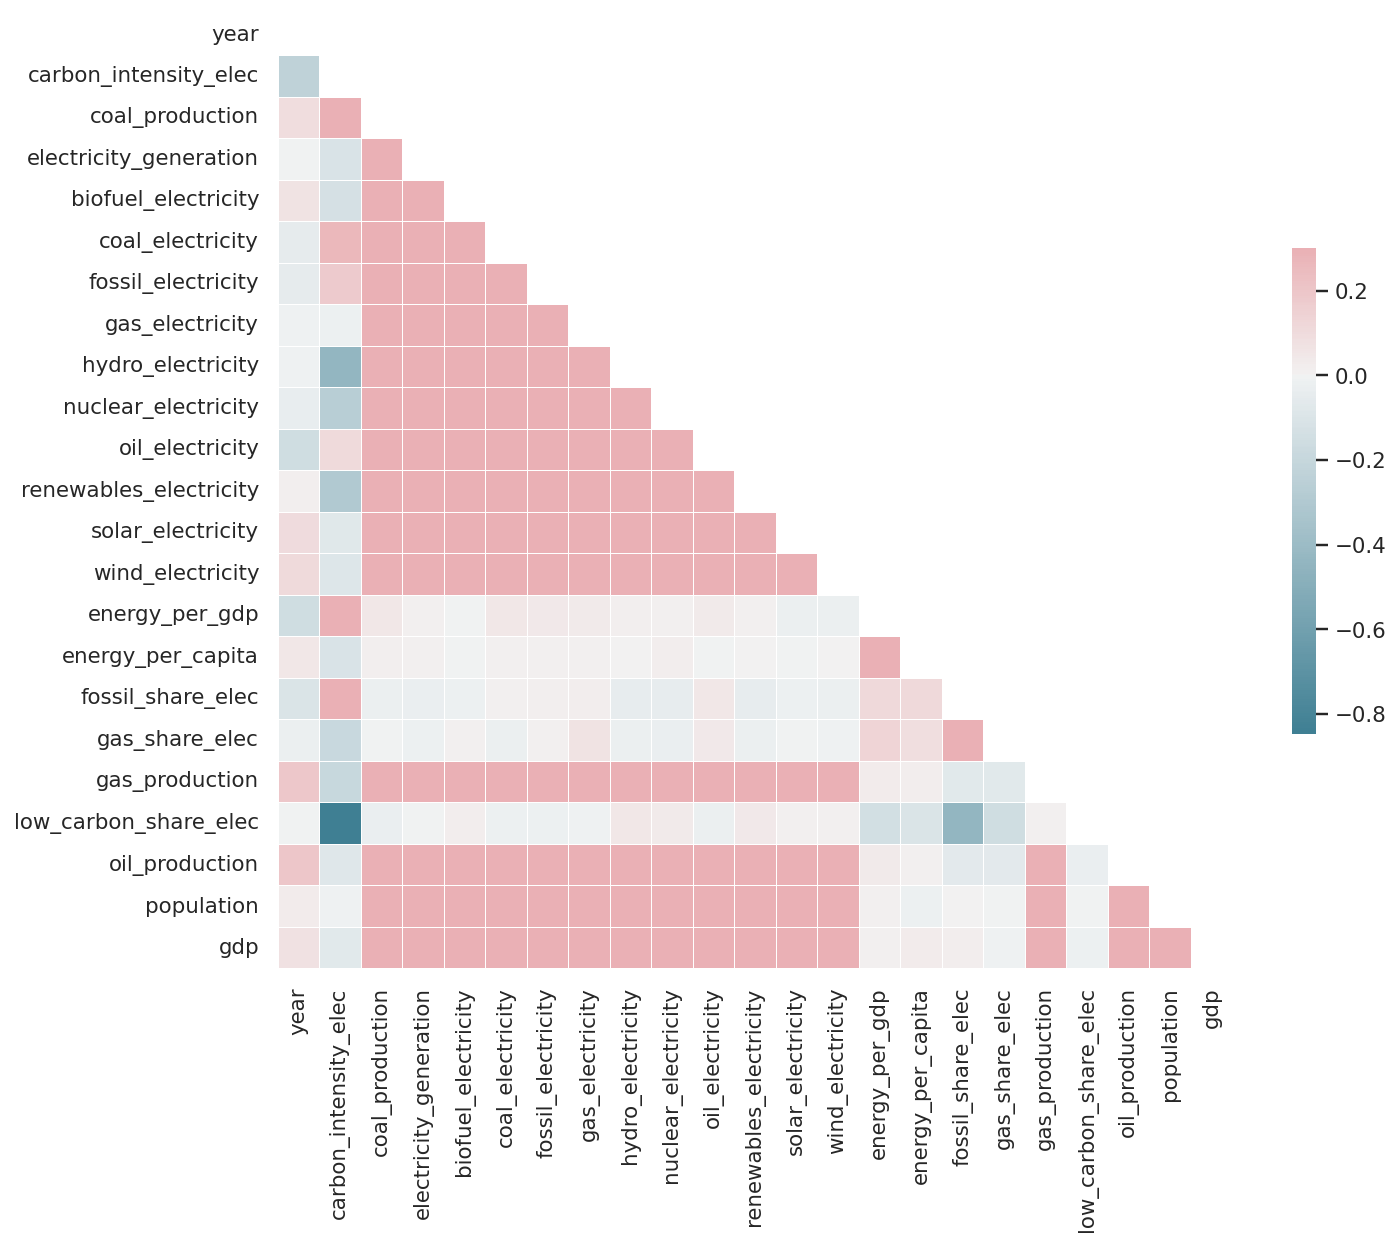 year
carbon_intensity_elec
coal_production
electricity_generation
biofuel_electricity
coal_electricity
fossil_electricity
gas_electricity
hydro_electricity
nuclear_electricity
oil_electricity
renewables_electricity
solar_electricity
wind_electricity
energy_per_gdp
energy_per_capita
fossil_share_elec
gas_share_elec
gas_production
low_carbon_share_elec
oil_production
population
gdp
0.2
0.0
−0.2
−0.4
−0.6
−0.8
year
carbon_intensity_elec
coal_production
electricity_generation
biofuel_electricity
coal_electricity
fossil_electricity
gas_electricity
hydro_electricity
nuclear_electricity
oil_electricity
renewables_electricity
solar_electricity
wind_electricity
energy_per_gdp
energy_per_capita
fossil_share_elec
gas_share_elec
gas_production
low_carbon_share_elec
oil_production
population
gdp